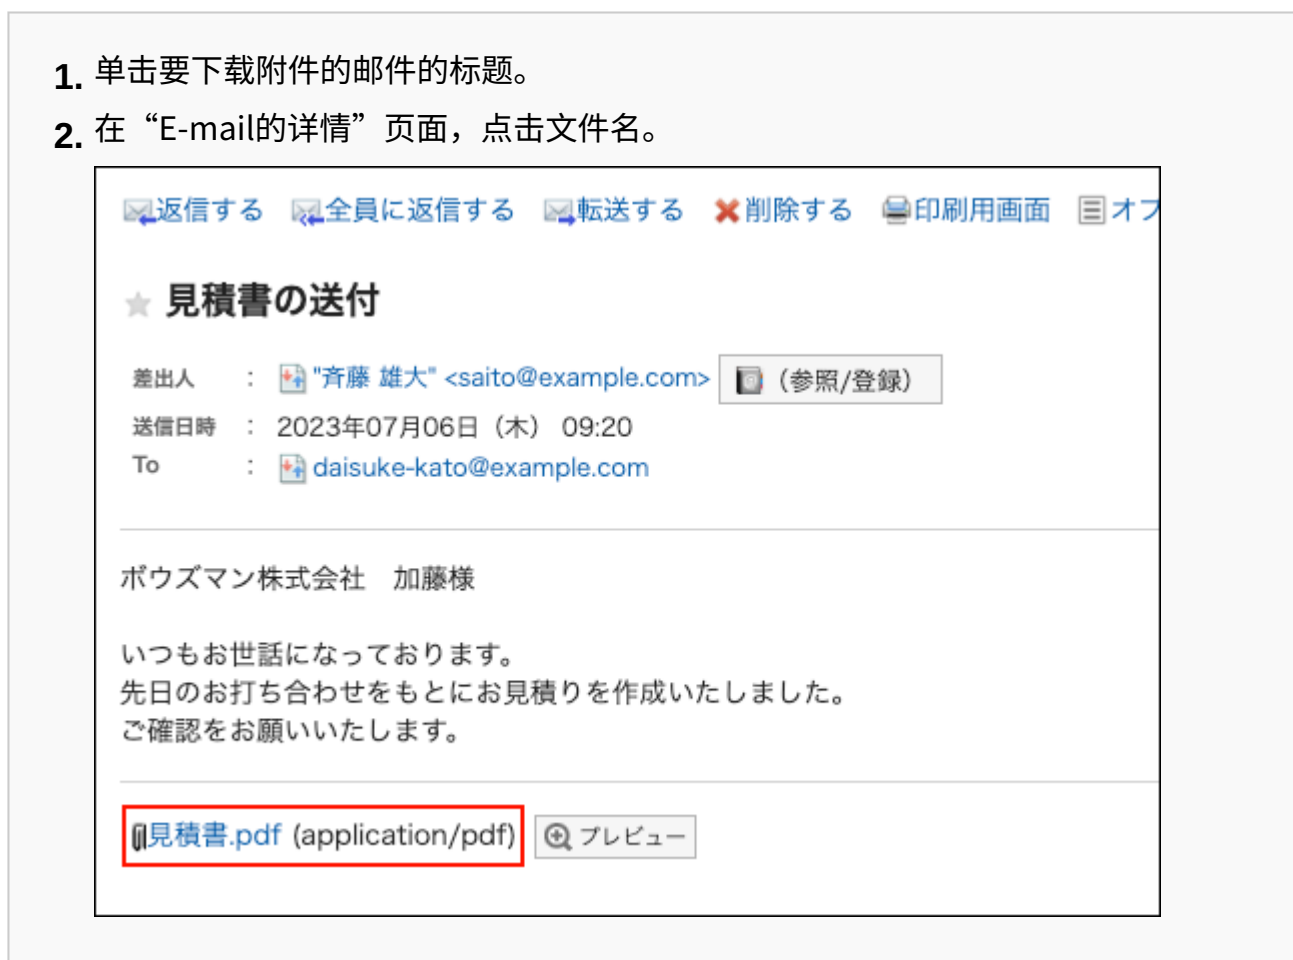 1. 单击要下载附件的邮件的标题。
2. 在“E-mail的详情”页面，点击文件名。
返信する 全員に返信する 転送する 削除する 印刷用画面 オプ
見積書の送付
差出人 : "斉藤 雄大" <saito@example.com> （参照/登録）
送信日時 : 2023年07月06日（木） 09:20
To : daisuke-kato@example.com
ボウズマン株式会社　加藤様
いつもお世話になっております。
先日のお打ち合わせをもとにお見積りを作成いたしました。
ご確認をお願いいたします。
見積書.pdf (application/pdf) プレビュー